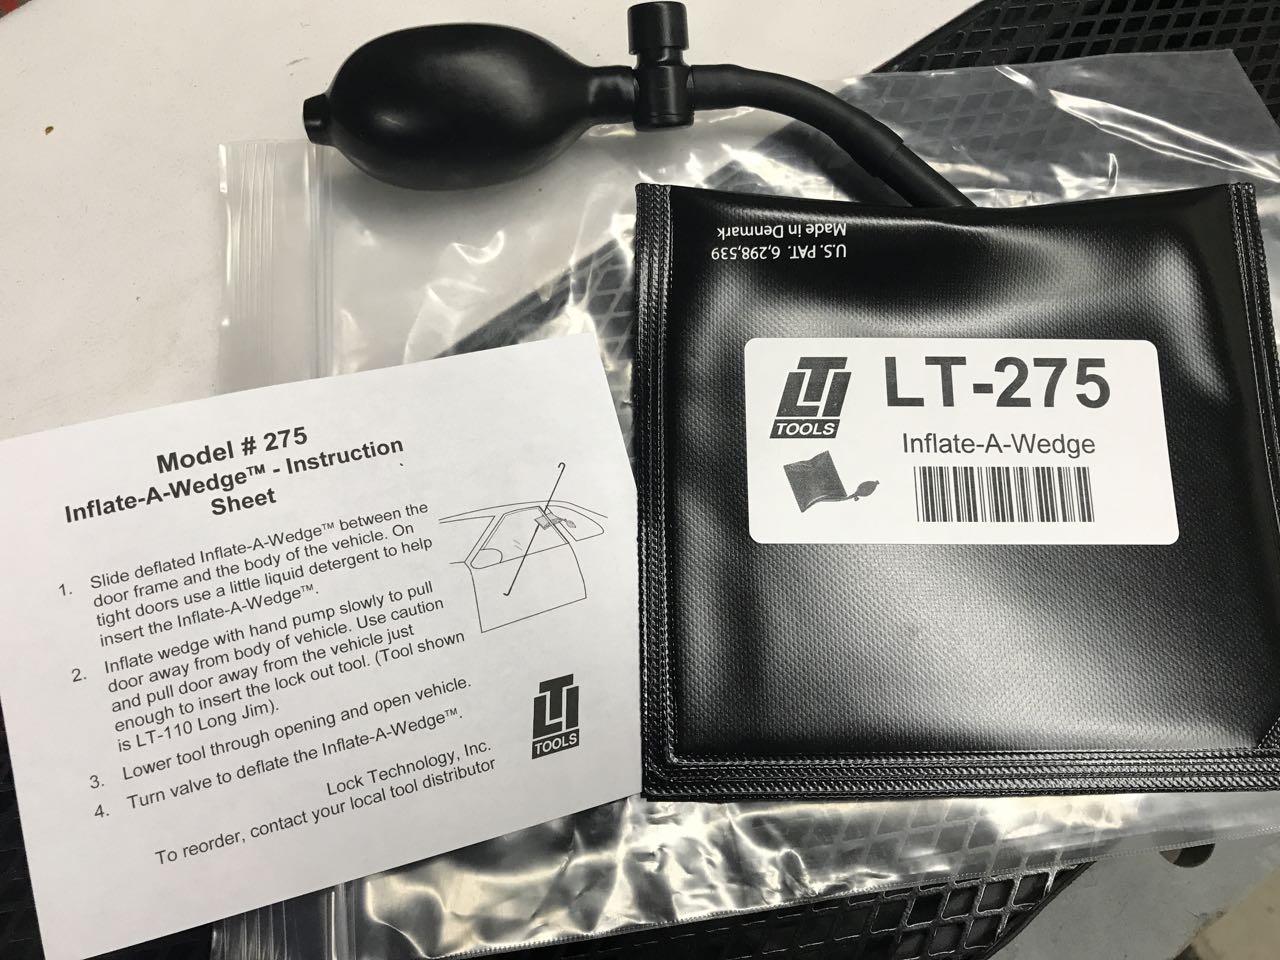 U.S. PAT. 6,298,539
Made in Denmark
LTI
TOOLS
LT-275
Inflate-A-Wedge
Model # 275
Inflate-A-Wedge™ - Instruction
Sheet
1. Slide deflated Inflate-A-Wedge™ between the
door frame and the body of the vehicle. On
tight doors use a little liquid detergent to help
insert the Inflate-A-Wedge™.
2. Inflate wedge with hand pump slowly to pull
door away from body of vehicle. Use caution
and pull door away from the vehicle just
enough to insert the lock out tool. (Tool shown
is LT-110 Long Jim).
3. Lower tool through opening and open vehicle.
4. Turn valve to deflate the Inflate-A-Wedge™.
Lock Technology, Inc.
To reorder, contact your local tool distributor
LTI
TOOLS